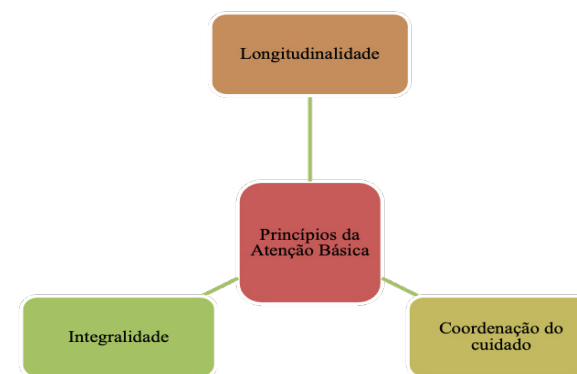 Longitudinalidade
Princípios da
Atenção Básica
Integralidade
Coordenação do
cuidado